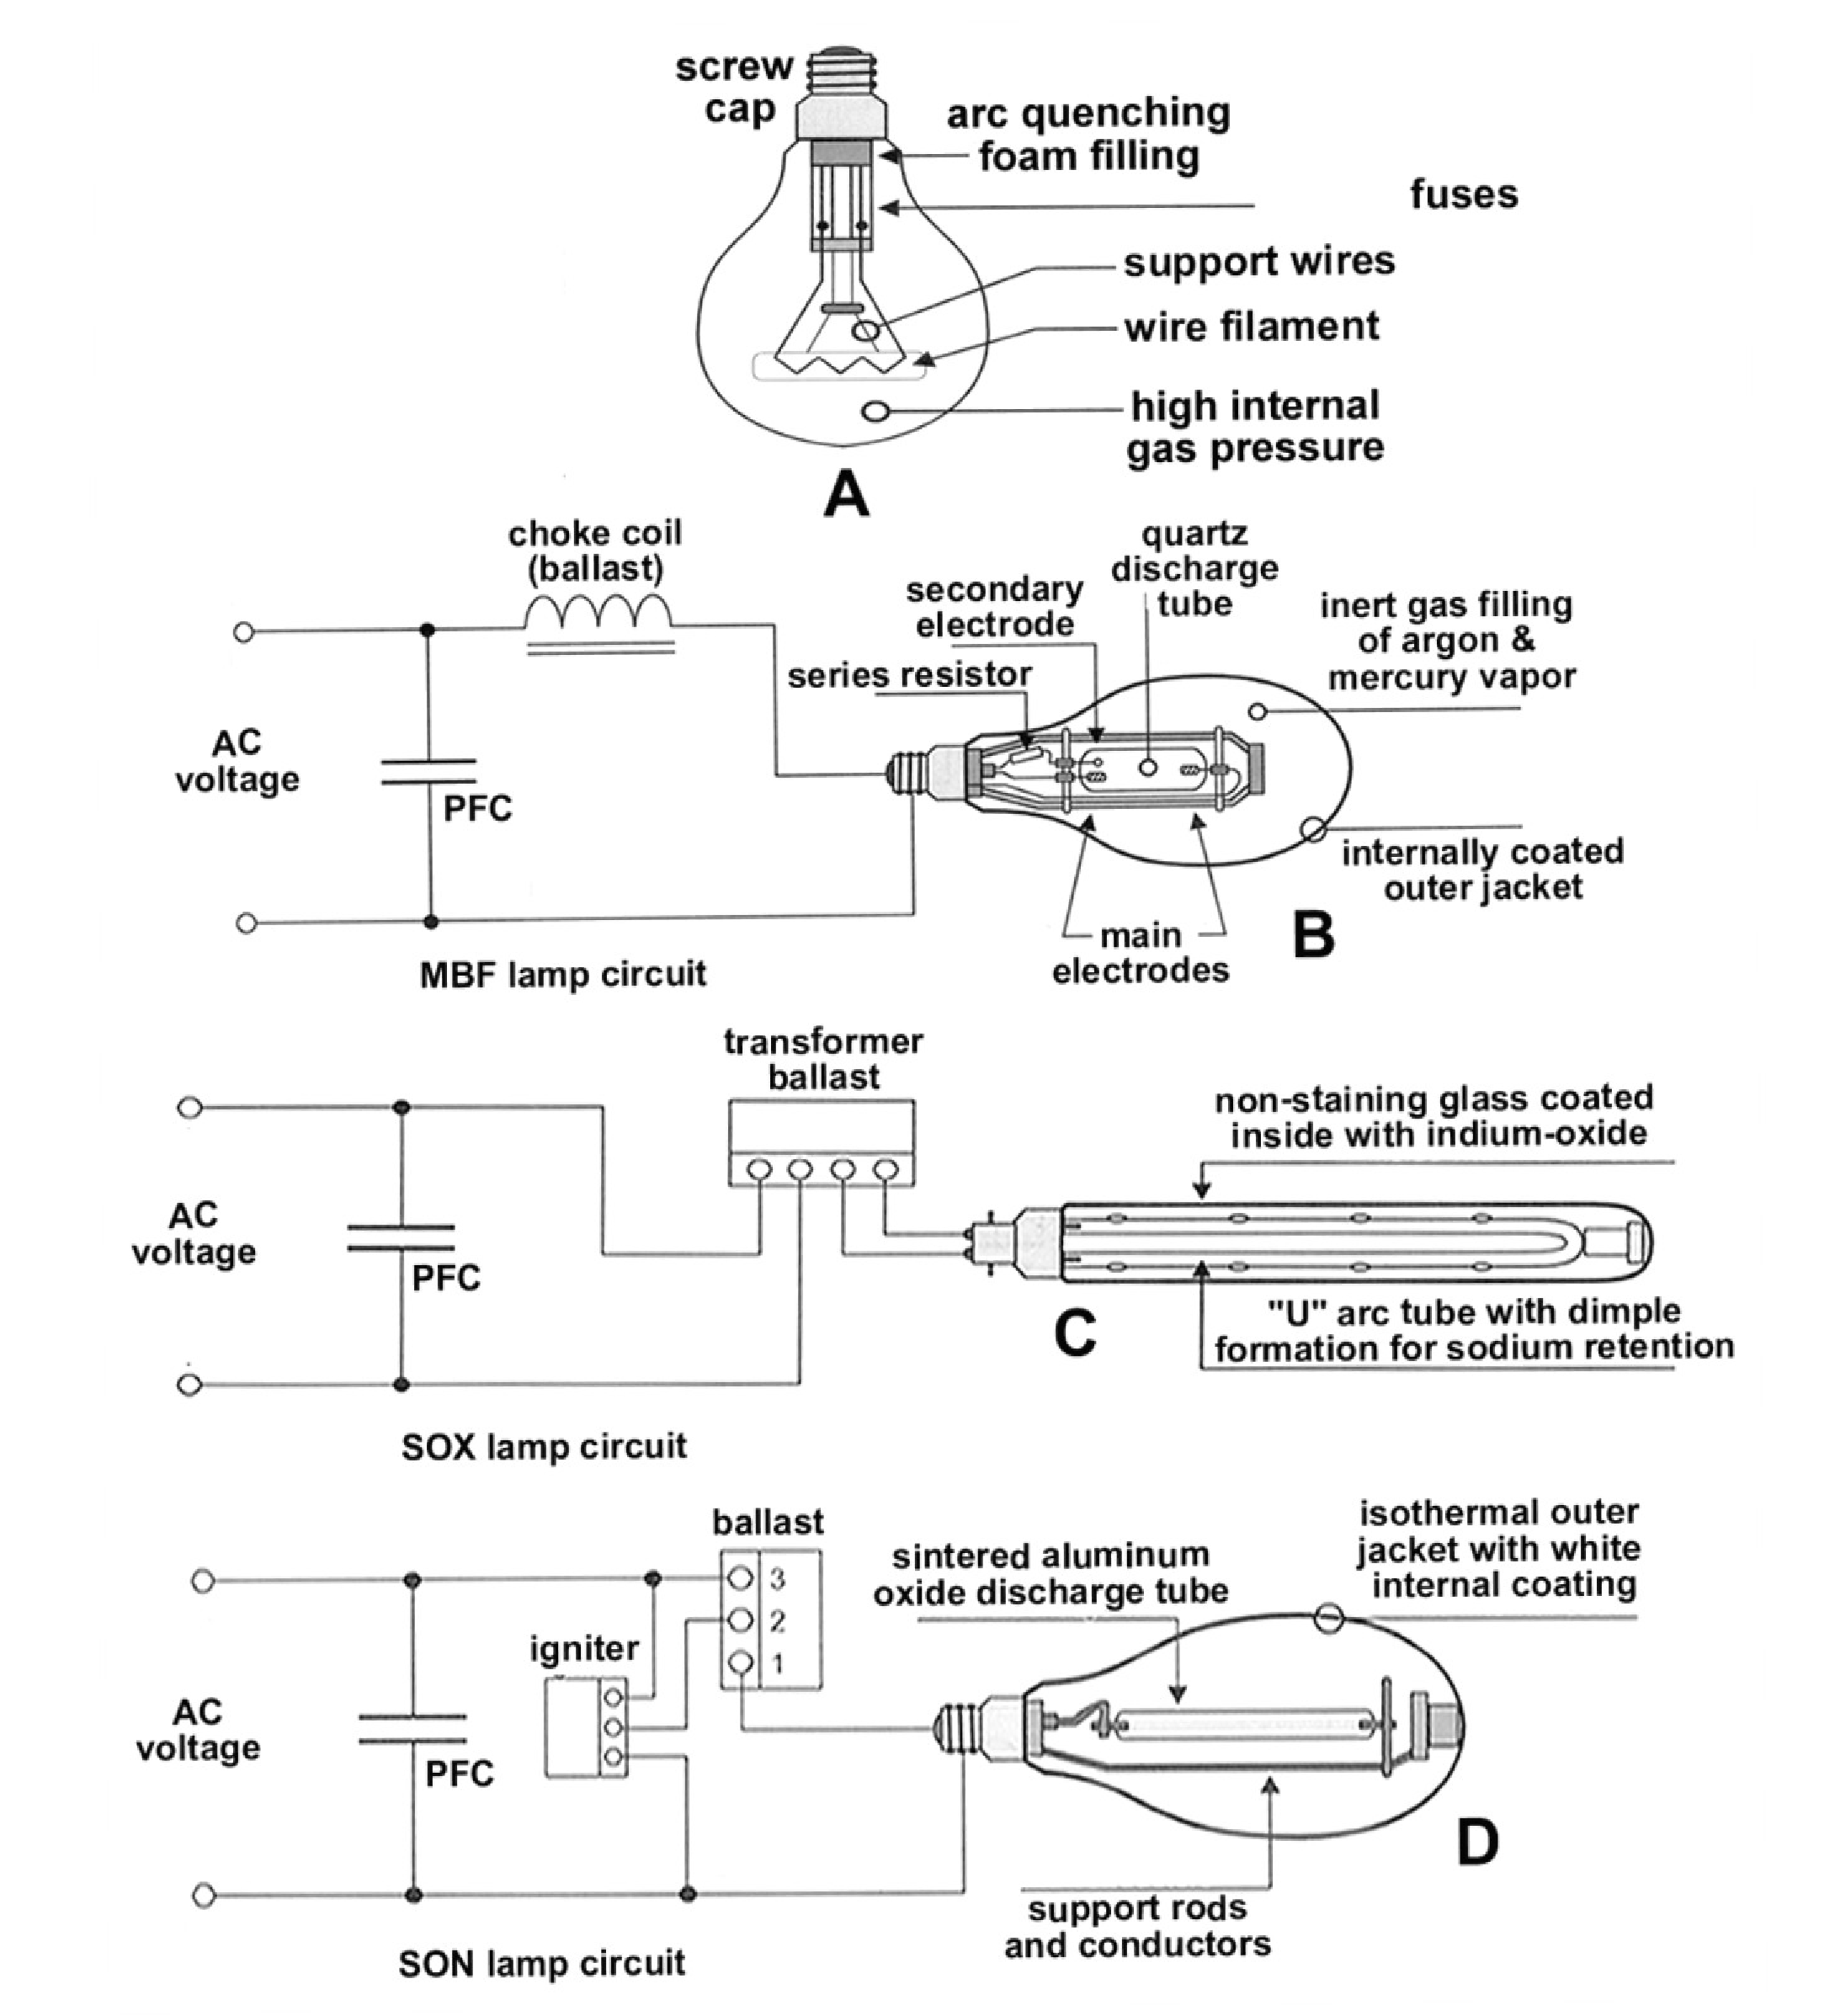 screw
cap
arc quenching
foam filling
fuses
support wires
wire filament
high internal
gas pressure
A
choke coil
(ballast)
quartz
discharge
tube
secondary
electrode
series resistor
inert gas filling
of argon &
mercury vapor
AC
voltage
PFC
internally coated
outer jacket
main
electrodes
B
MBF lamp circuit
transformer
ballast
non-staining glass coated
inside with indium-oxide
AC
voltage
PFC
"U" arc tube with dimple
formation for sodium retention
C
SOX lamp circuit
ballast
3
2
1
igniter
sintered aluminum
oxide discharge tube
isothermal outer
jacket with white
internal coating
AC
voltage
PFC
D
support rods
and conductors
SON lamp circuit